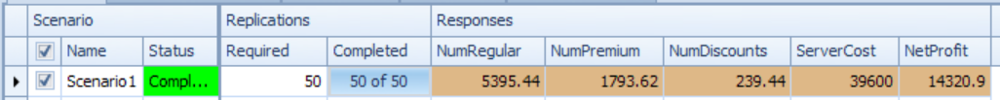 Scenario Replications Responses
Name Status Required Completed NumRegular NumPremium NumDiscounts ServerCost NetProfit
Scenario1 Compl... 50 50 of 50 5395.44 1793.62 239.44 39600 14320.9